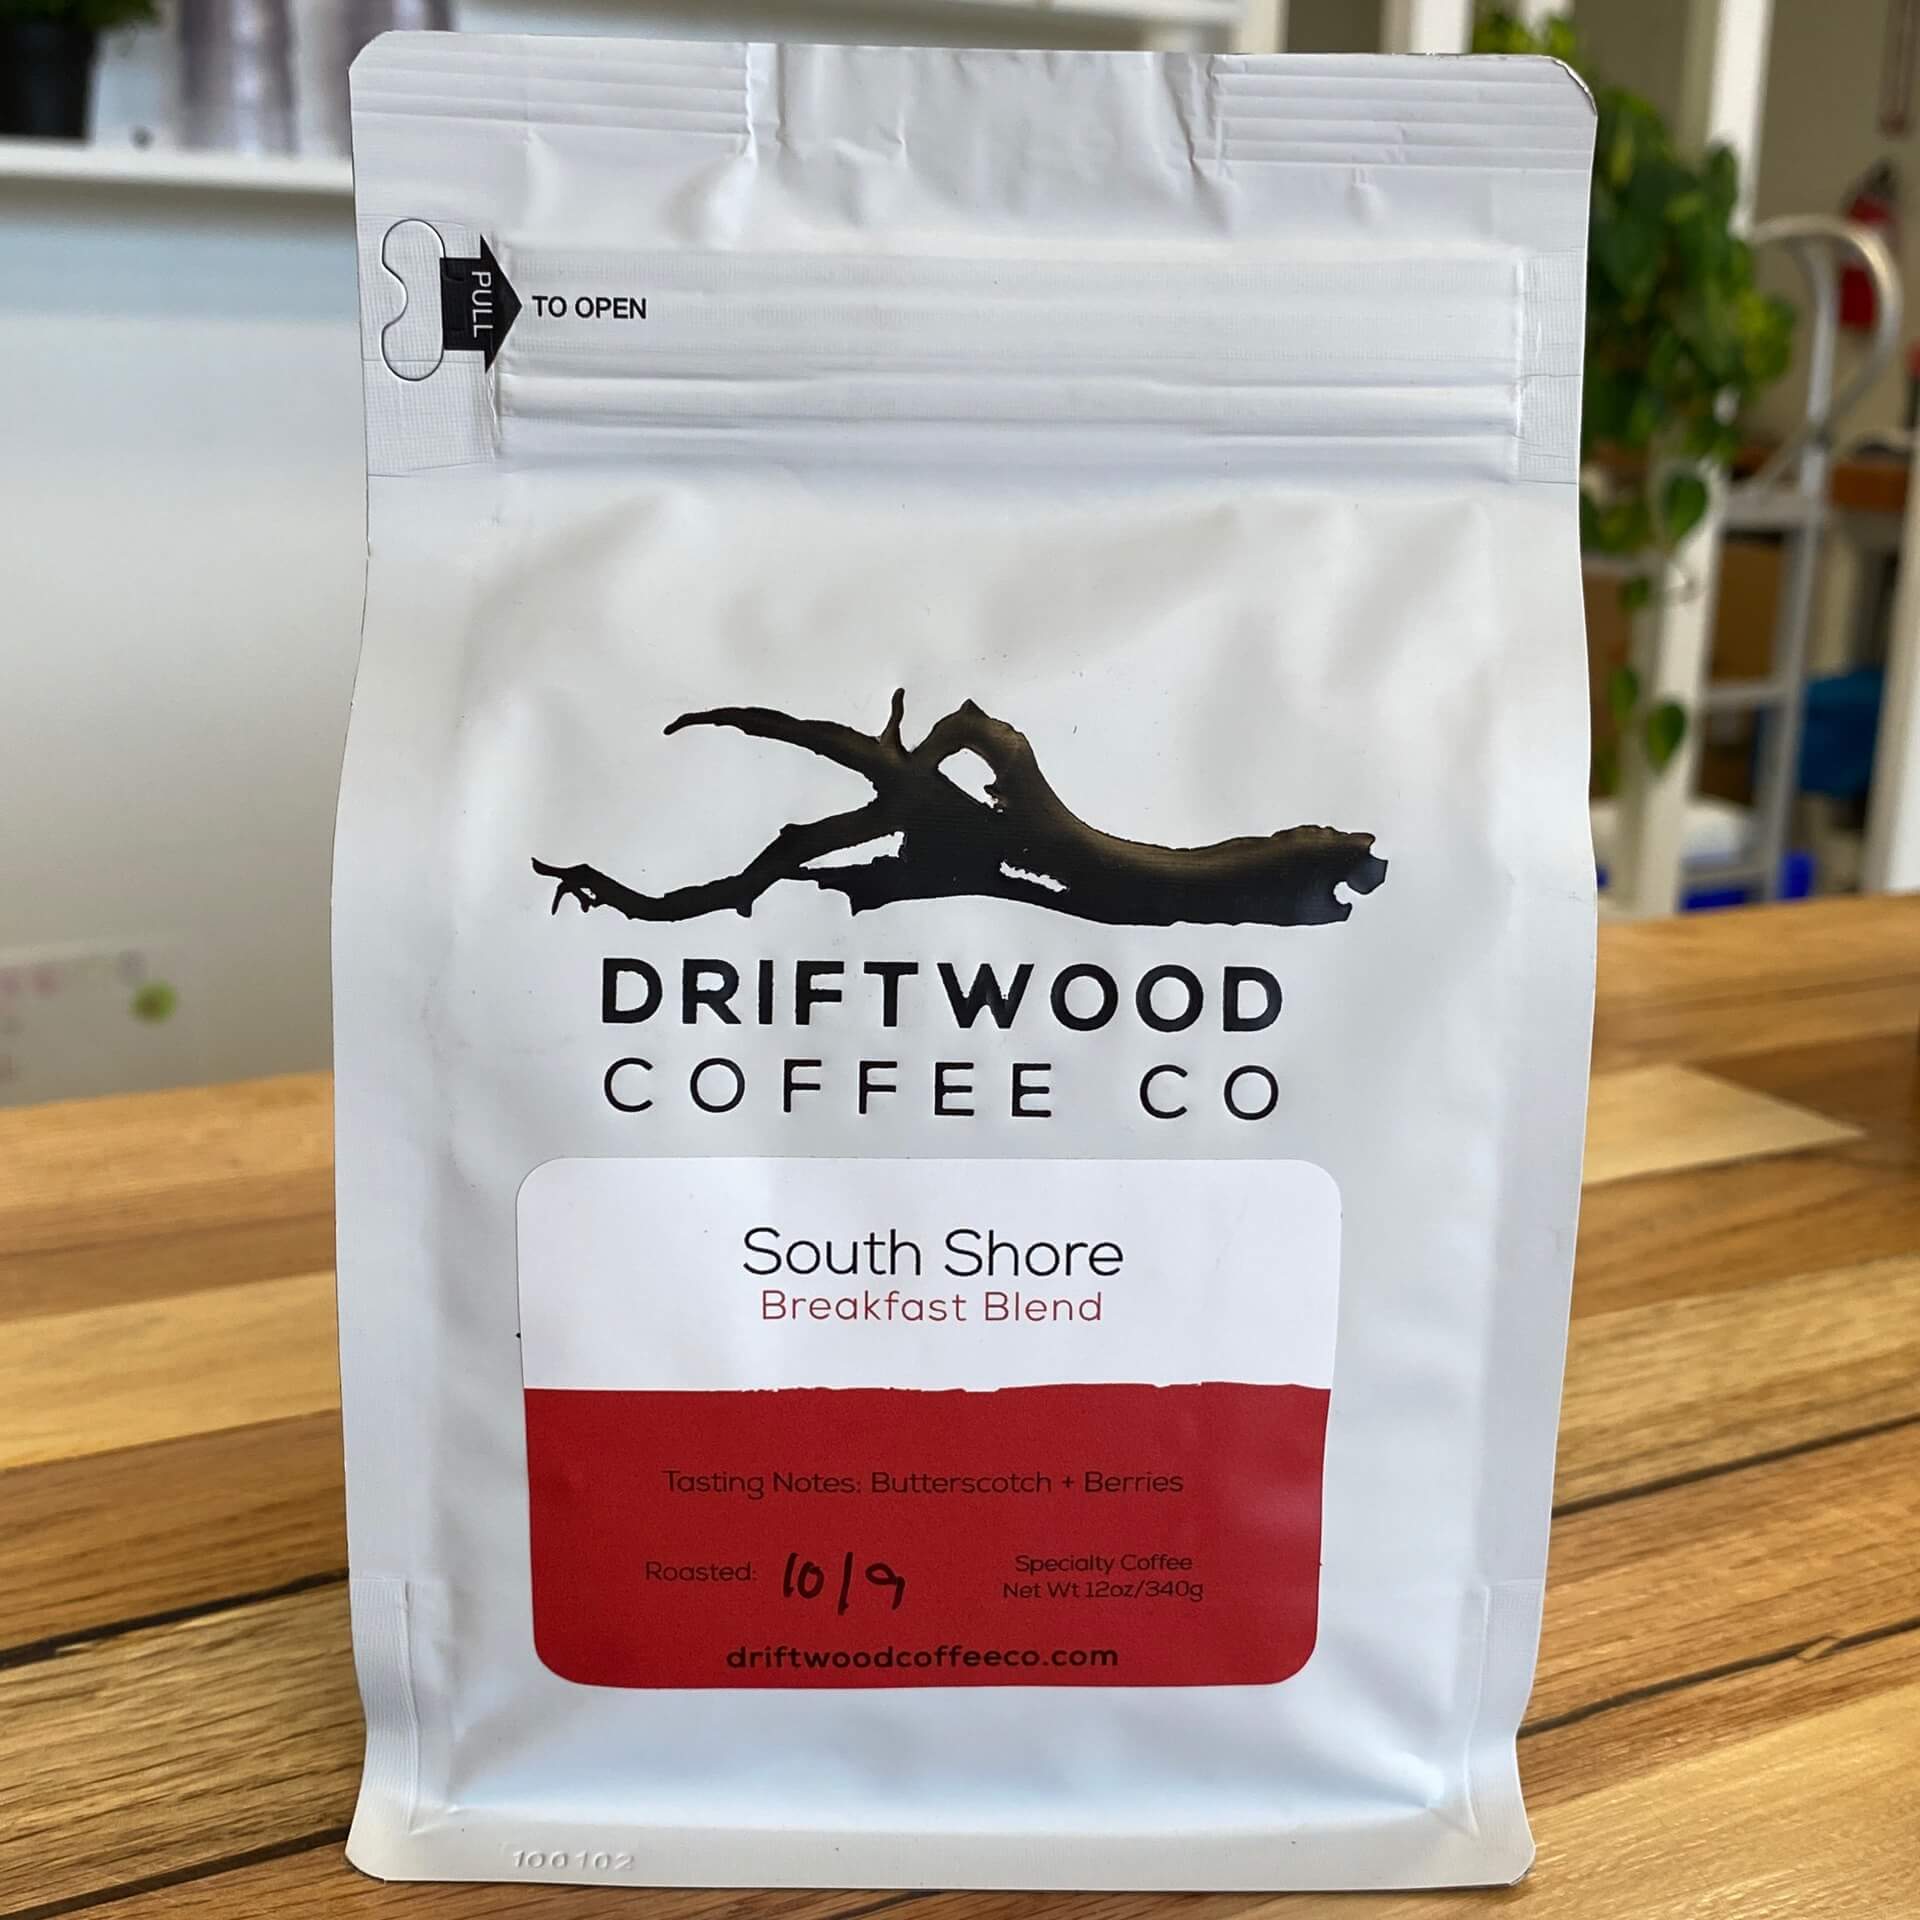 PULL
TO OPEN
DRIFTWOOD
COFFEE CO
South Shore
Breakfast Blend
Tasting Notes: Butterscotch + Berries
Roasted: 10/9
Specialty Coffee
Net Wt 12oz/340g
driftwoodcoffeeco.com
100102